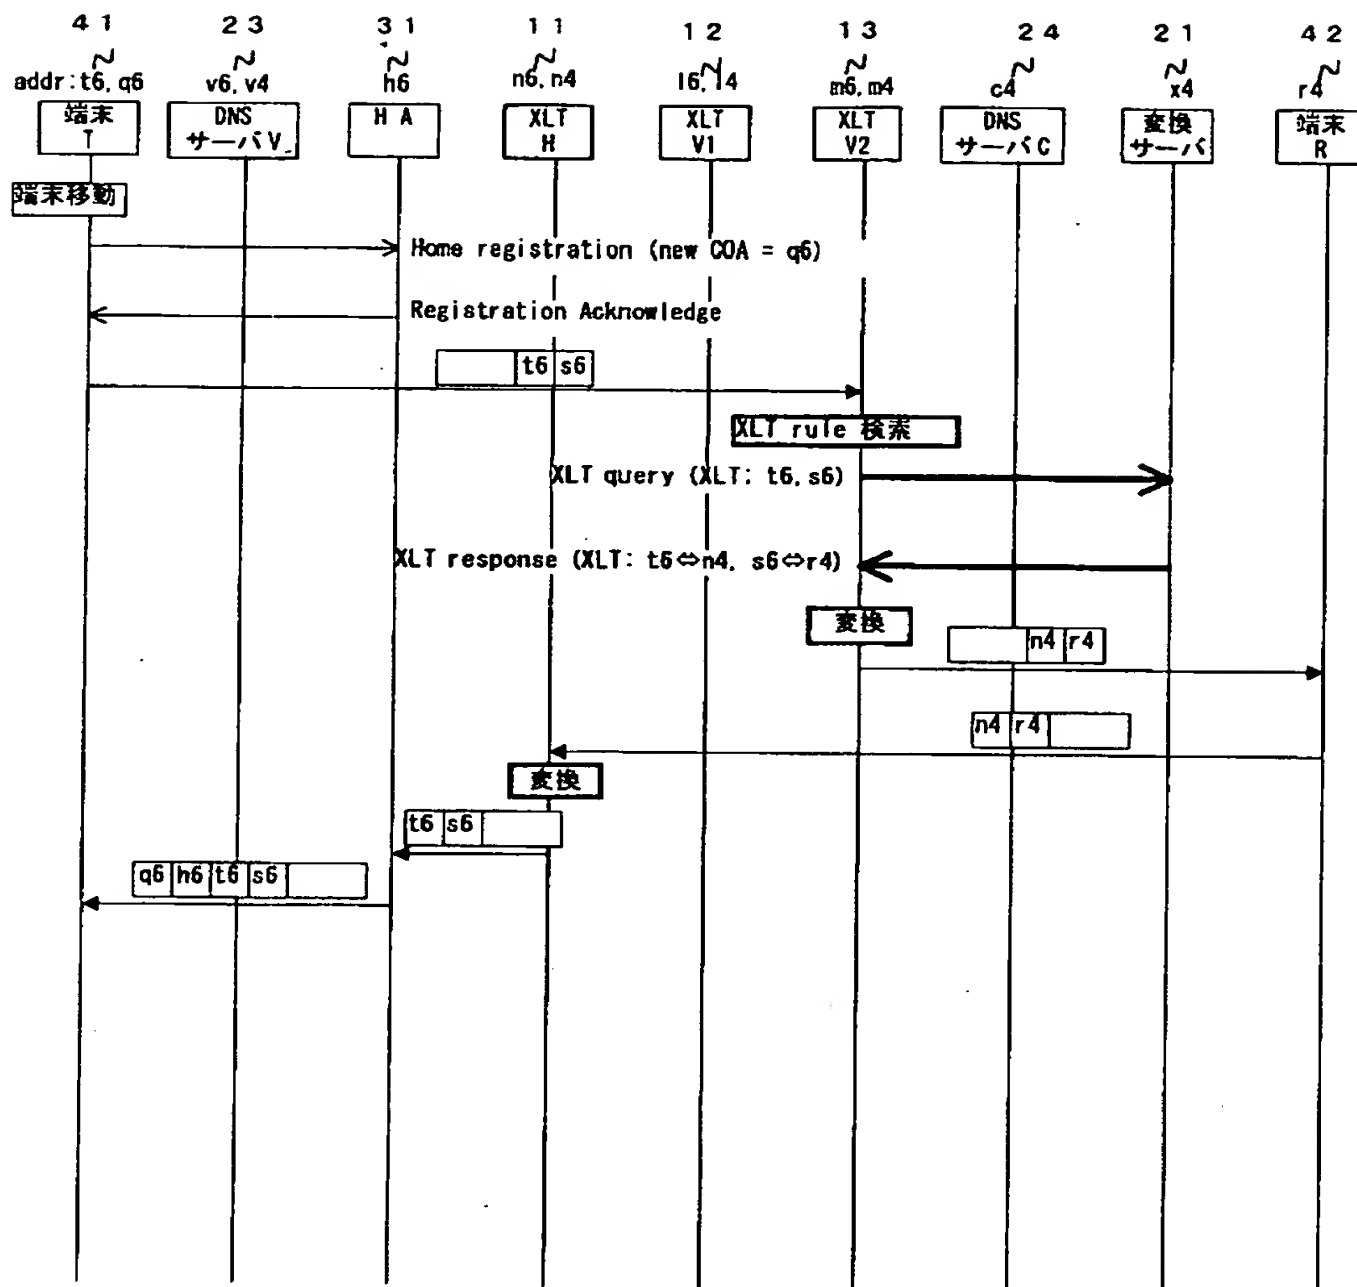 41 23 31 11 12 13 24 21 42
addr:t6,q6 v6,v4 h6 n6,n4 l6,l4 m6,m4 c4 x4 r4
端末 DNS HA XLT XLT XLT DNS 変換 端末
T サーバV H V1 V2 サーバC サーバ R
端末移動
Home registration (new COA = q6)
Registration Acknowledge
t6 s6
XLT rule 検索
XLT query (XLT: t6,s6)
XLT response (XLT: t6⇔n4, s6⇔r4)
変換
n4 r4
n4 r4
変換
t6 s6
q6 h6 t6 s6